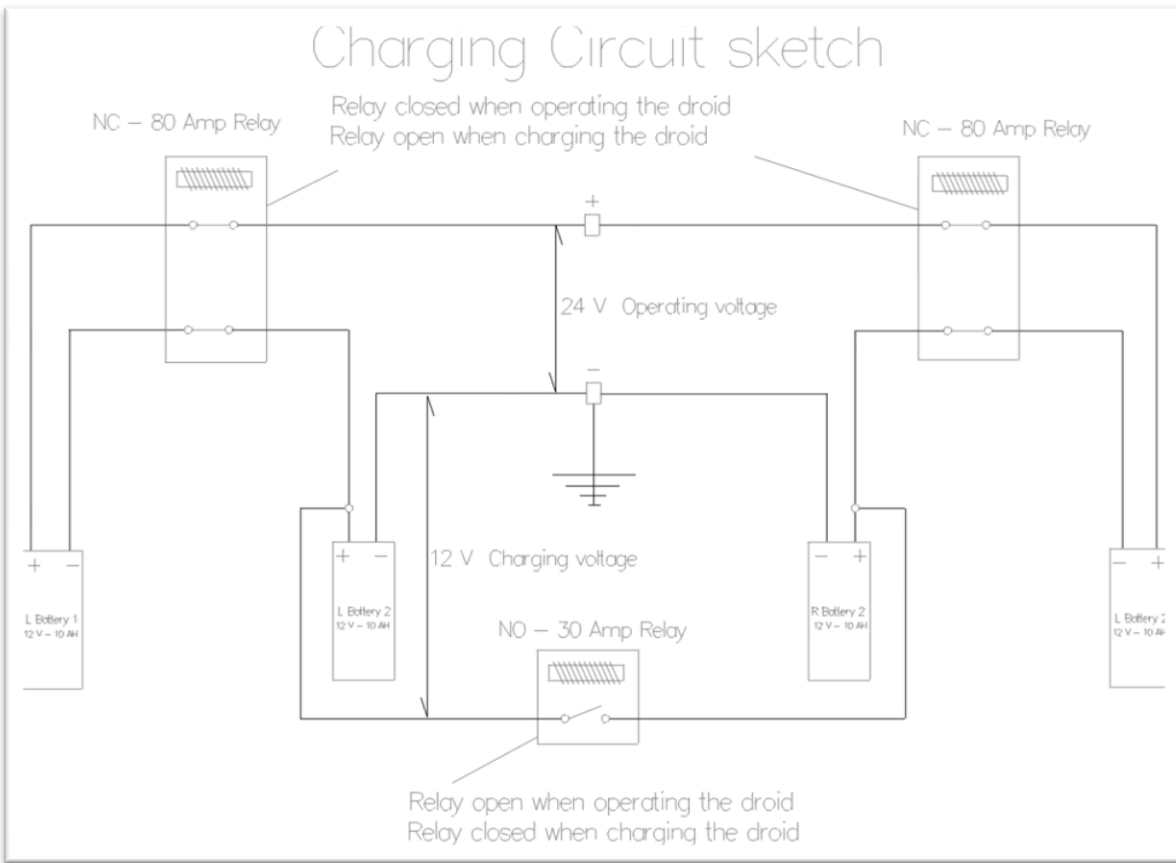 Charging Circuit sketch
Relay closed when operating the droid
Relay open when charging the droid
NC – 80 Amp Relay
NC – 80 Amp Relay
+
24 V Operating voltage
–
+ –
L Battery 1
12 V – 10 AH
+ –
L Battery 2
12 V – 10 AH
12 V Charging voltage
– +
R Battery 2
12 V – 10 AH
– +
L Battery 2
12 V – 10 AH
NO – 30 Amp Relay
Relay open when operating the droid
Relay closed when charging the droid